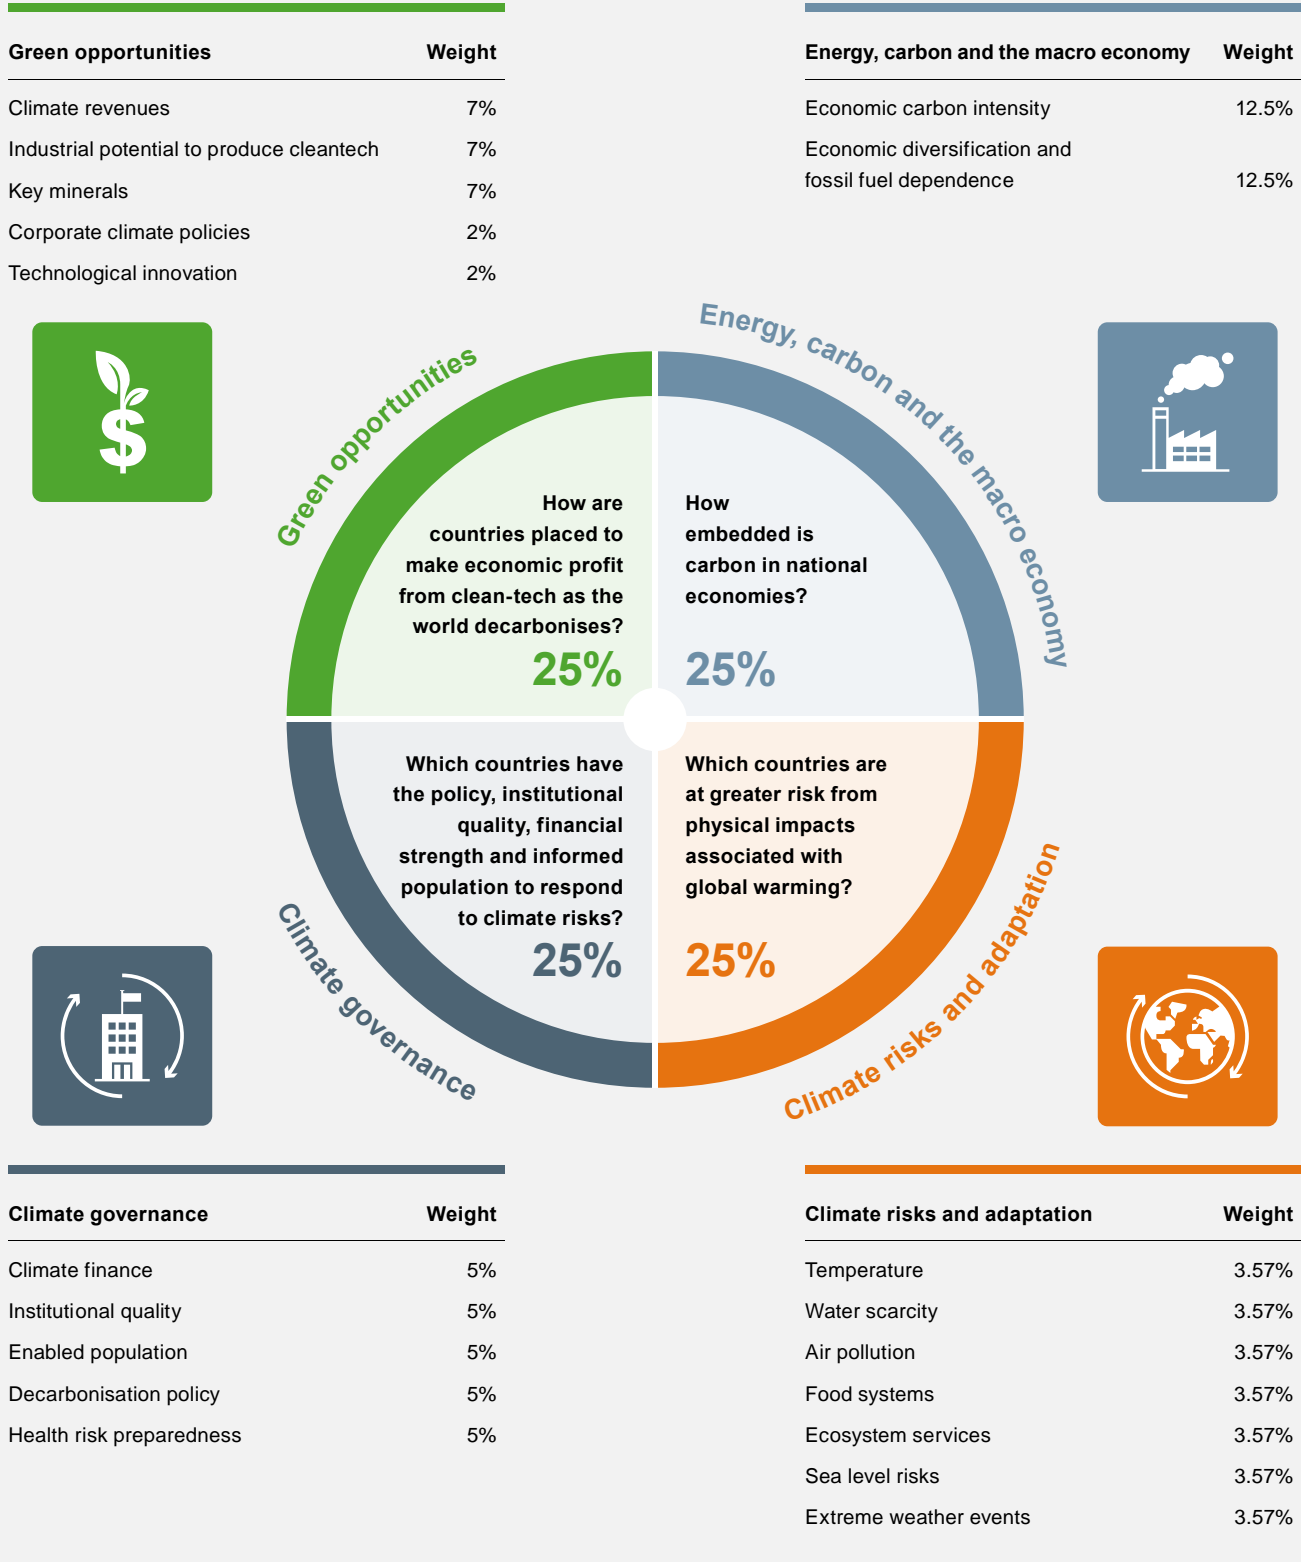 Green opportunities Weight
Climate revenues 7%
Industrial potential to produce cleantech 7%
Key minerals 7%
Corporate climate policies 2%
Technological innovation 2%
Energy, carbon and the macro economy Weight
Economic carbon intensity 12.5%
Economic diversification and
fossil fuel dependence 12.5%
Green opportunities
How are
countries placed to
make economic profit
from clean-tech as the
world decarbonises?
25%
Energy, carbon and the macro economy
How
embedded is
carbon in national
economies?
25%
Climate governance
Which countries have
the policy, institutional
quality, financial
strength and informed
population to respond
to climate risks?
25%
Climate risks and adaptation
Which countries are
at greater risk from
physical impacts
associated with
global warming?
25%
Climate governance Weight
Climate finance 5%
Institutional quality 5%
Enabled population 5%
Decarbonisation policy 5%
Health risk preparedness 5%
Climate risks and adaptation Weight
Temperature 3.57%
Water scarcity 3.57%
Air pollution 3.57%
Food systems 3.57%
Ecosystem services 3.57%
Sea level risks 3.57%
Extreme weather events 3.57%